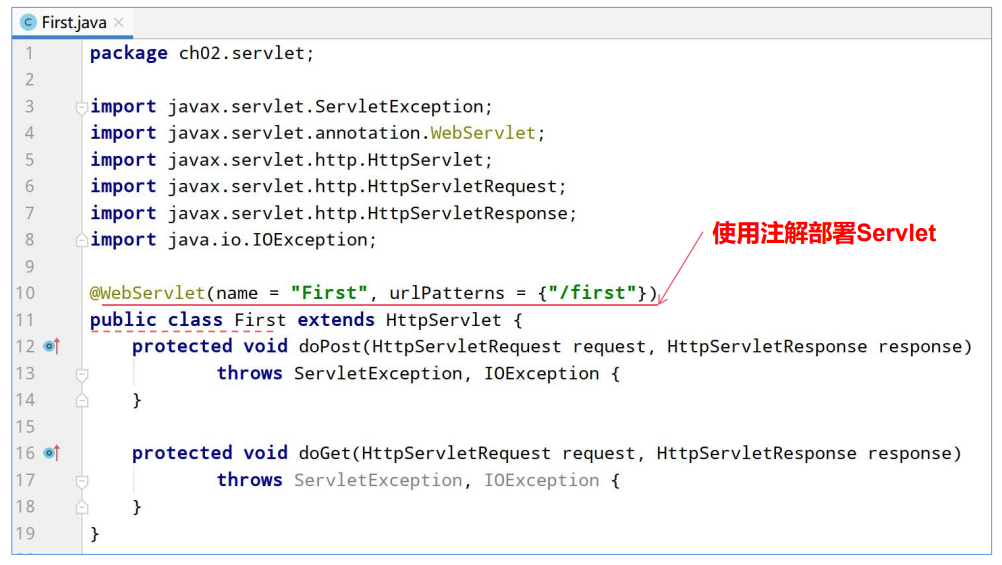 First.java
1 package ch02.servlet;
2
3 import javax.servlet.ServletException;
4 import javax.servlet.annotation.WebServlet;
5 import javax.servlet.http.HttpServlet;
6 import javax.servlet.http.HttpServletRequest;
7 import javax.servlet.http.HttpServletResponse;
8 import java.io.IOException;
使用注解部署Servlet
9
10 @WebServlet(name = "First", urlPatterns = {"/first"})
11 public class First extends HttpServlet {
12 protected void doPost(HttpServletRequest request, HttpServletResponse response)
13 throws ServletException, IOException {
14 }
15
16 protected void doGet(HttpServletRequest request, HttpServletResponse response)
17 throws ServletException, IOException {
18 }
19 }